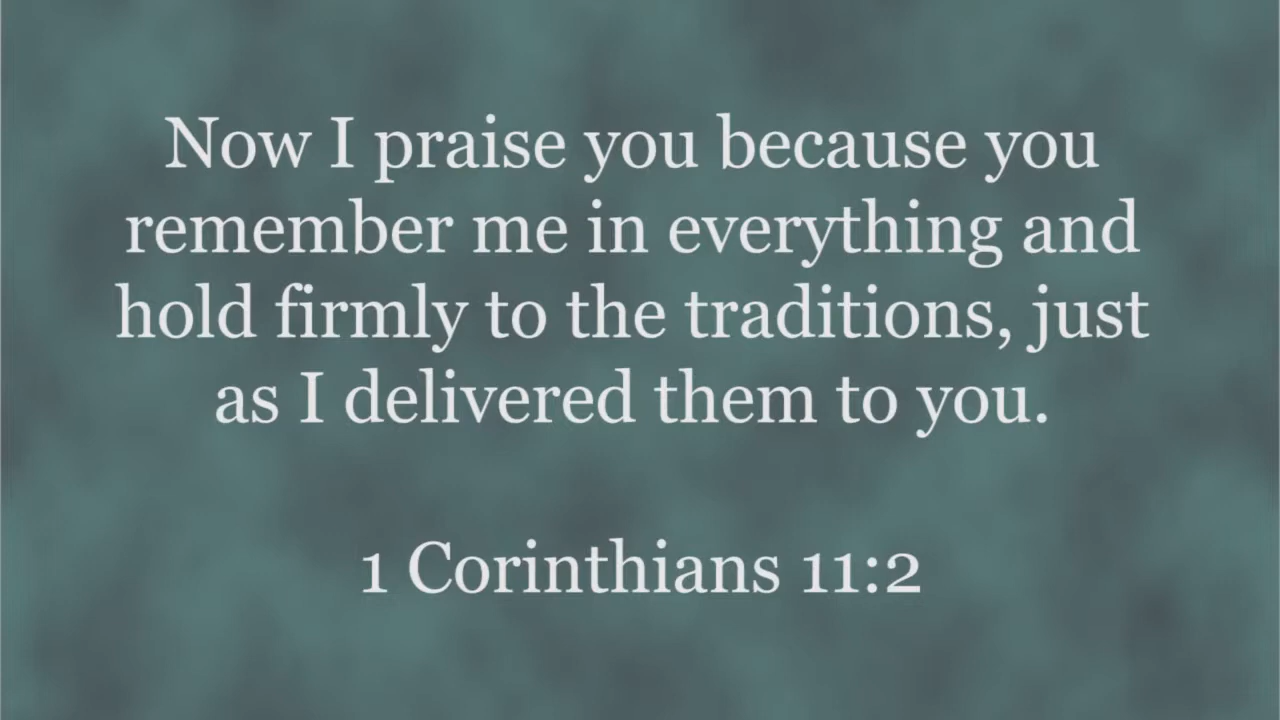 Now I praise you because you
remember me in everything and
hold firmly to the traditions, just
as I delivered them to you.
1 Corinthians 11:2